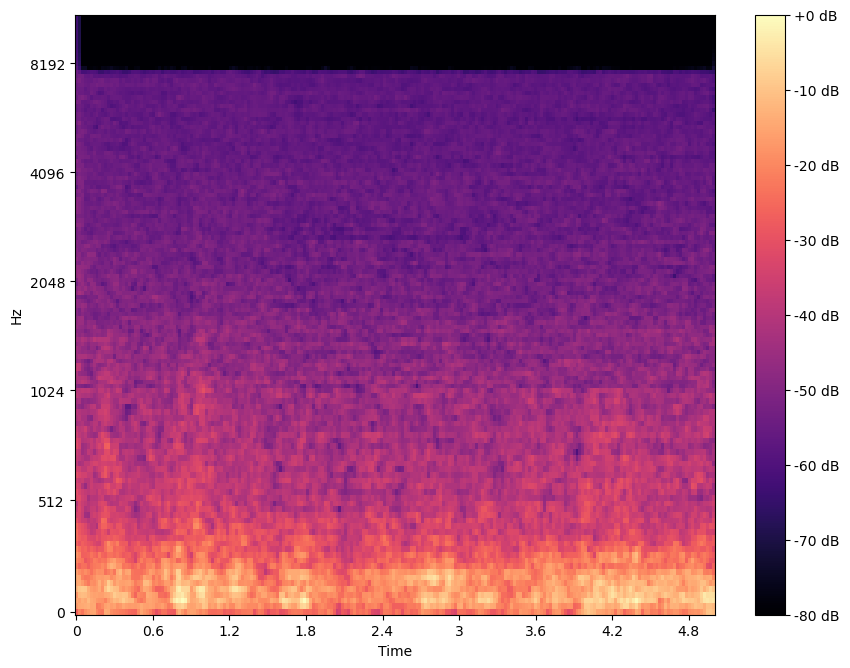 +0 dB
8192
-10 dB
4096
-20 dB
-30 dB
2048
Hz
-40 dB
1024
-50 dB
512
-60 dB
-70 dB
0
-80 dB
0 0.6 1.2 1.8 2.4 3 3.6 4.2 4.8
Time